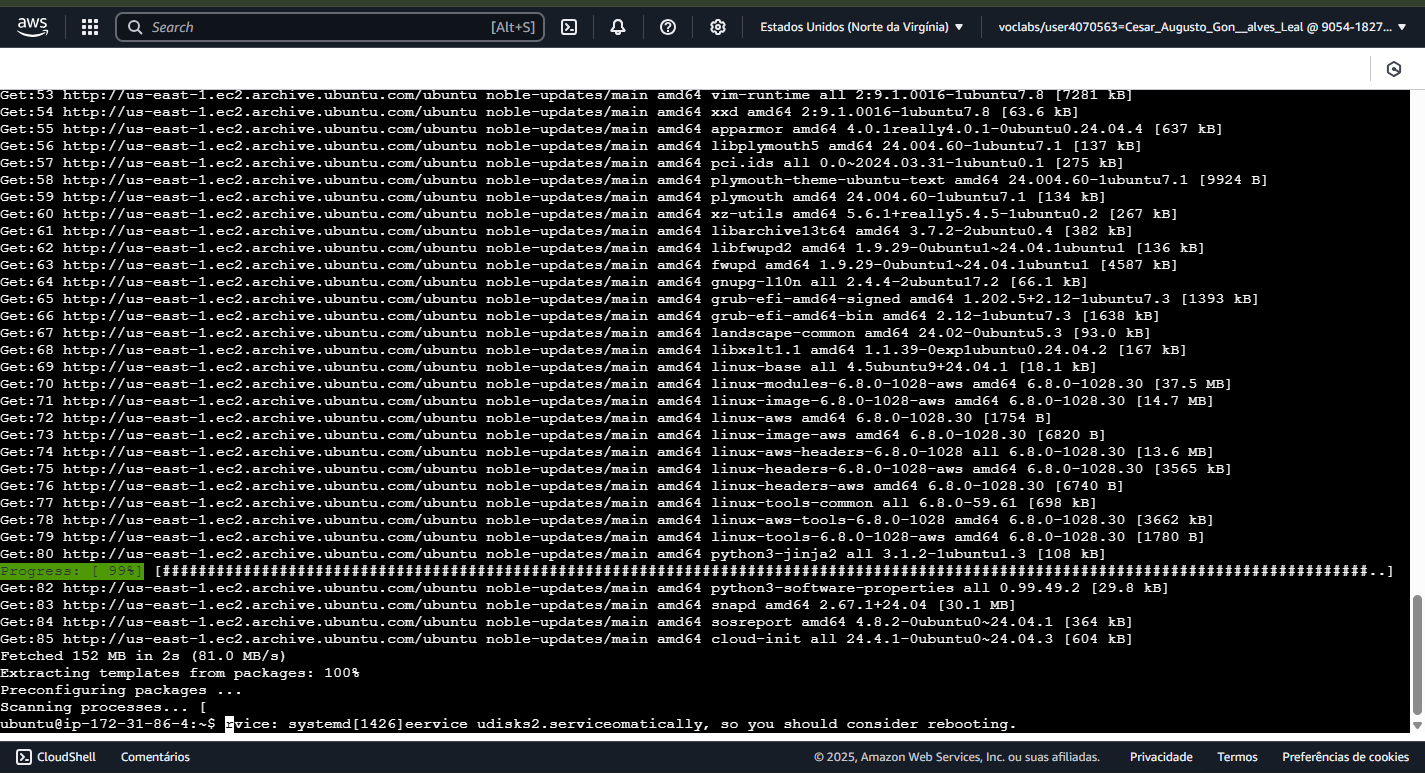 aws
Search [Alt+S]
Estados Unidos (Norte da Virgínia)
voclabs/user4070563=Cesar_Augusto_Gon__alves_Leal @ 9054-1827...
Get:53 http://us-east-1.ec2.archive.ubuntu.com/ubuntu noble-updates/main amd64 vim-runtime all 2:9.1.0016-1ubuntu7.8 [7281 kB]
Get:54 http://us-east-1.ec2.archive.ubuntu.com/ubuntu noble-updates/main amd64 xxd amd64 2:9.1.0016-1ubuntu7.8 [63.6 kB]
Get:55 http://us-east-1.ec2.archive.ubuntu.com/ubuntu noble-updates/main amd64 apparmor amd64 4.0.1really4.0.1-0ubuntu0.24.04.4 [637 kB]
Get:56 http://us-east-1.ec2.archive.ubuntu.com/ubuntu noble-updates/main amd64 libplymouth5 amd64 24.004.60-1ubuntu7.1 [137 kB]
Get:57 http://us-east-1.ec2.archive.ubuntu.com/ubuntu noble-updates/main amd64 pci.ids all 0.0~2024.03.31-1ubuntu0.1 [275 kB]
Get:58 http://us-east-1.ec2.archive.ubuntu.com/ubuntu noble-updates/main amd64 plymouth-theme-ubuntu-text amd64 24.004.60-1ubuntu7.1 [9924 B]
Get:59 http://us-east-1.ec2.archive.ubuntu.com/ubuntu noble-updates/main amd64 plymouth amd64 24.004.60-1ubuntu7.1 [134 kB]
Get:60 http://us-east-1.ec2.archive.ubuntu.com/ubuntu noble-updates/main amd64 xz-utils amd64 5.6.1+really5.4.5-1ubuntu0.2 [267 kB]
Get:61 http://us-east-1.ec2.archive.ubuntu.com/ubuntu noble-updates/main amd64 libarchive13t64 amd64 3.7.2-2ubuntu0.4 [382 kB]
Get:62 http://us-east-1.ec2.archive.ubuntu.com/ubuntu noble-updates/main amd64 libfwupd2 amd64 1.9.29-0ubuntu1~24.04.1ubuntu1 [136 kB]
Get:63 http://us-east-1.ec2.archive.ubuntu.com/ubuntu noble-updates/main amd64 fwupd amd64 1.9.29-0ubuntu1~24.04.1ubuntu1 [4587 kB]
Get:64 http://us-east-1.ec2.archive.ubuntu.com/ubuntu noble-updates/main amd64 gnupg-l10n all 2.4.4-2ubuntu17.2 [66.1 kB]
Get:65 http://us-east-1.ec2.archive.ubuntu.com/ubuntu noble-updates/main amd64 grub-efi-amd64-signed amd64 1.202.5+2.12-1ubuntu7.3 [1393 kB]
Get:66 http://us-east-1.ec2.archive.ubuntu.com/ubuntu noble-updates/main amd64 grub-efi-amd64-bin amd64 2.12-1ubuntu7.3 [1638 kB]
Get:67 http://us-east-1.ec2.archive.ubuntu.com/ubuntu noble-updates/main amd64 landscape-common amd64 24.02-0ubuntu5.3 [93.0 kB]
Get:68 http://us-east-1.ec2.archive.ubuntu.com/ubuntu noble-updates/main amd64 libxslt1.1 amd64 1.1.39-0exp1ubuntu0.24.04.2 [167 kB]
Get:69 http://us-east-1.ec2.archive.ubuntu.com/ubuntu noble-updates/main amd64 linux-base all 4.5ubuntu9+24.04.1 [18.1 kB]
Get:70 http://us-east-1.ec2.archive.ubuntu.com/ubuntu noble-updates/main amd64 linux-modules-6.8.0-1028-aws amd64 6.8.0-1028.30 [37.5 MB]
Get:71 http://us-east-1.ec2.archive.ubuntu.com/ubuntu noble-updates/main amd64 linux-image-6.8.0-1028-aws amd64 6.8.0-1028.30 [14.7 MB]
Get:72 http://us-east-1.ec2.archive.ubuntu.com/ubuntu noble-updates/main amd64 linux-aws amd64 6.8.0-1028.30 [1754 B]
Get:73 http://us-east-1.ec2.archive.ubuntu.com/ubuntu noble-updates/main amd64 linux-image-aws amd64 6.8.0-1028.30 [6820 B]
Get:74 http://us-east-1.ec2.archive.ubuntu.com/ubuntu noble-updates/main amd64 linux-aws-headers-6.8.0-1028 all 6.8.0-1028.30 [13.6 MB]
Get:75 http://us-east-1.ec2.archive.ubuntu.com/ubuntu noble-updates/main amd64 linux-headers-6.8.0-1028-aws amd64 6.8.0-1028.30 [3565 kB]
Get:76 http://us-east-1.ec2.archive.ubuntu.com/ubuntu noble-updates/main amd64 linux-headers-aws amd64 6.8.0-1028.30 [6740 B]
Get:77 http://us-east-1.ec2.archive.ubuntu.com/ubuntu noble-updates/main amd64 linux-tools-common all 6.8.0-59.61 [698 kB]
Get:78 http://us-east-1.ec2.archive.ubuntu.com/ubuntu noble-updates/main amd64 linux-aws-tools-6.8.0-1028 amd64 6.8.0-1028.30 [3662 kB]
Get:79 http://us-east-1.ec2.archive.ubuntu.com/ubuntu noble-updates/main amd64 linux-tools-6.8.0-1028-aws amd64 6.8.0-1028.30 [1780 B]
Get:80 http://us-east-1.ec2.archive.ubuntu.com/ubuntu noble-updates/main amd64 python3-jinja2 all 3.1.2-1ubuntu1.3 [108 kB]
Progress: [ 99%] [######################################################################################################################################..]
Get:82 http://us-east-1.ec2.archive.ubuntu.com/ubuntu noble-updates/main amd64 python3-software-properties all 0.99.49.2 [29.8 kB]
Get:83 http://us-east-1.ec2.archive.ubuntu.com/ubuntu noble-updates/main amd64 snapd amd64 2.67.1+24.04 [30.1 MB]
Get:84 http://us-east-1.ec2.archive.ubuntu.com/ubuntu noble-updates/main amd64 sosreport amd64 4.8.2-0ubuntu0~24.04.1 [364 kB]
Get:85 http://us-east-1.ec2.archive.ubuntu.com/ubuntu noble-updates/main amd64 cloud-init all 24.4.1-0ubuntu0~24.04.3 [604 kB]
Fetched 152 MB in 2s (81.0 MB/s)
Extracting templates from packages: 100%
Preconfiguring packages ...
Scanning processes... [
ubuntu@ip-172-31-86-4:~$ rvice: systemd[1426]eervice udisks2.serviceomatically, so you should consider rebooting.
CloudShell Comentários © 2025, Amazon Web Services, Inc. ou suas afiliadas. Privacidade Termos Preferências de cookies